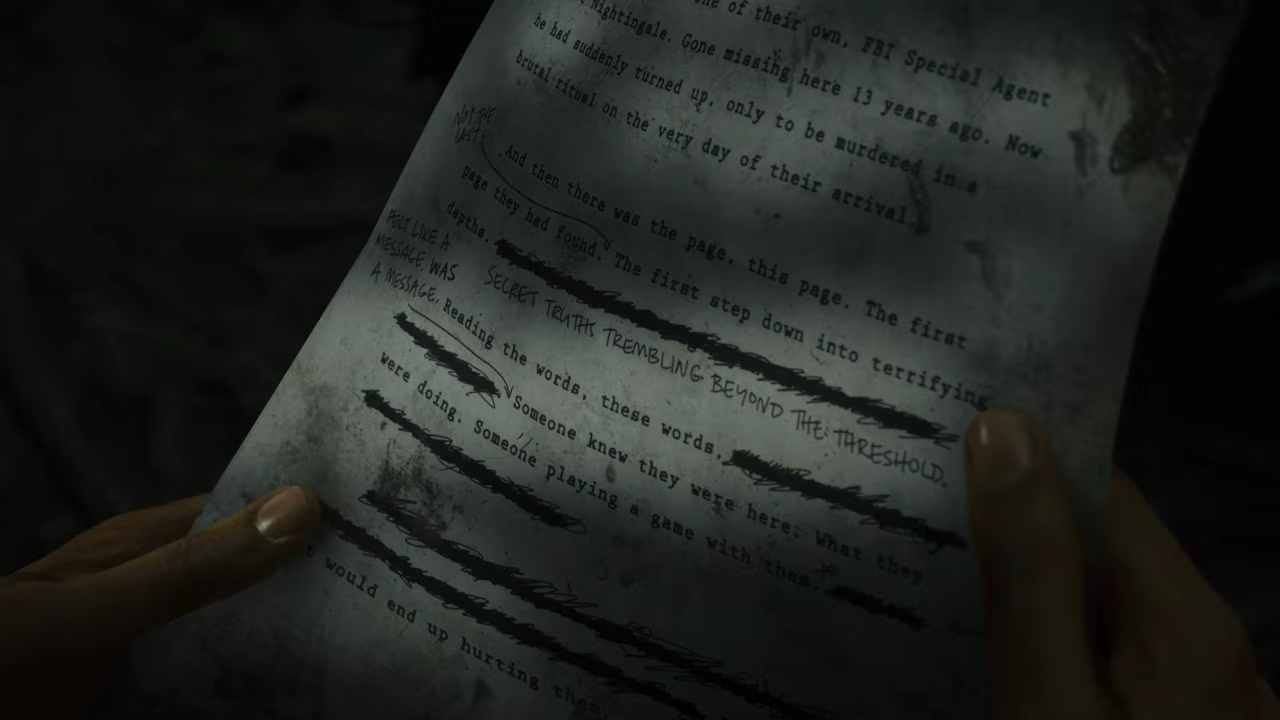 one of their own, FBI Special Agent
Nightingale. Gone missing here 13 years ago. Now
he had suddenly turned up, only to be murdered in a
brutal ritual on the very day of their arrival.
NOT THE
LAST
And then there was the page, this page. The first
page they had found. The first step down into terrifying
depths.
SECRET TRUTHS TREMBLING BEYOND THE THRESHOLD.
FELT LIKE A
MESSAGE. WAS
A MESSAGE.
Reading the words, these words,
Someone knew they were here. What they
were doing. Someone playing a game with them.
would end up hurting them